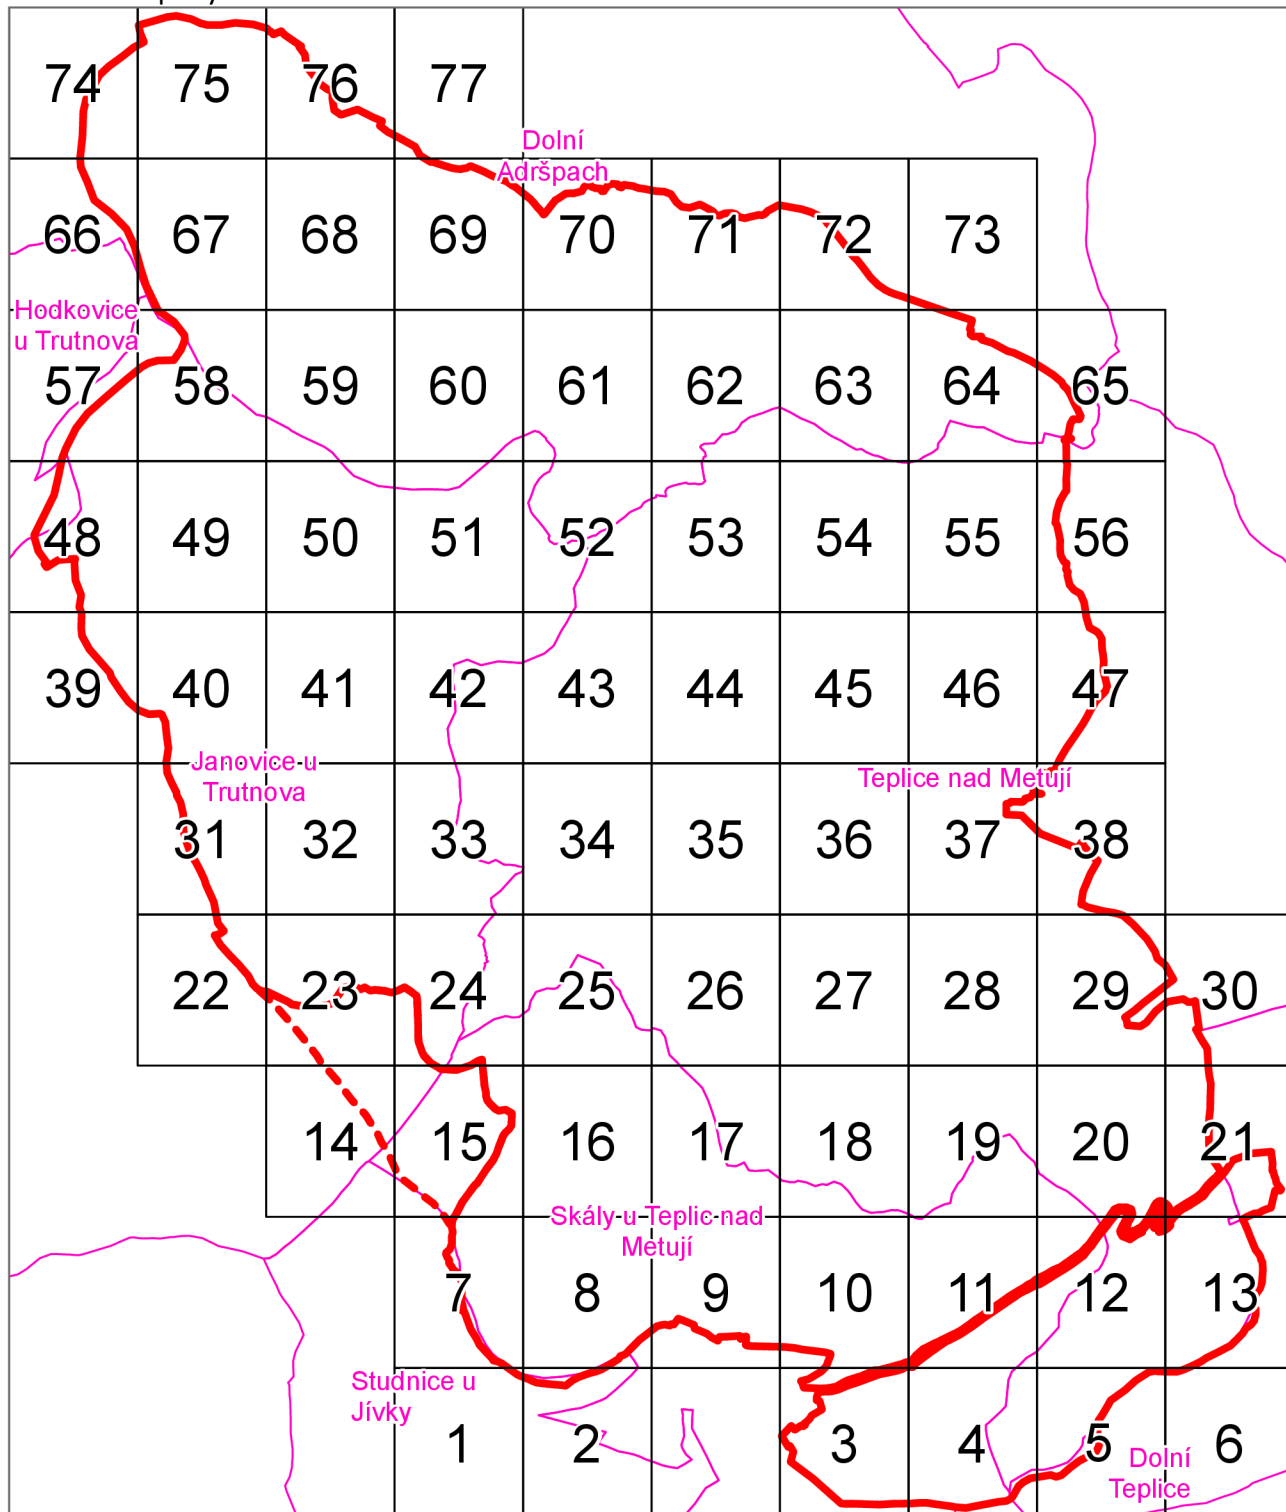 74 75 76 77
Dolní
Adršpach
66 67 68 69 70 71 72 73
Hodkovice
u Trutnova
57 58 59 60 61 62 63 64 65
48 49 50 51 52 53 54 55 56
39 40 41 42 43 44 45 46 47
Janovice u
Trutnova
Teplice nad Metují
31 32 33 34 35 36 37 38
22 23 24 25 26 27 28 29 30
14 15 16 17 18 19 20 21
Skály u Teplic nad
Metují
7 8 9 10 11 12 13
Studnice u
Jívky
1 2 3 4 5 6
Dolní
Teplice